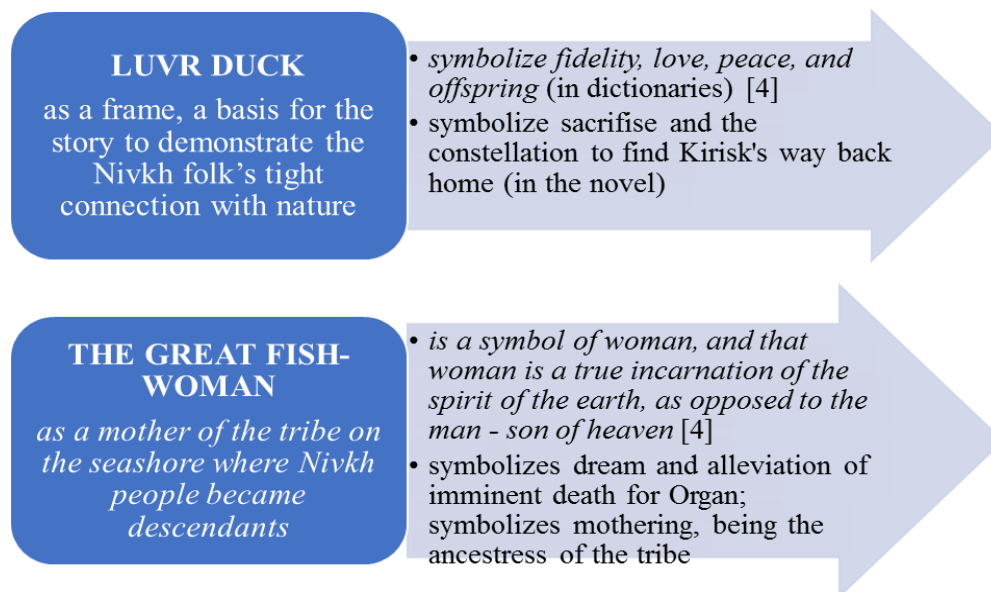 LUVR DUCK
as a frame, a basis for the
story to demonstrate the
Nivkh folk’s tight
connection with nature
• symbolize fidelity, love, peace, and
offspring (in dictionaries) [4]
• symbolize sacrifise and the
constellation to find Kirisk's way back
home (in the novel)
THE GREAT FISH-
WOMAN
as a mother of the tribe on
the seashore where Nivkh
people became
descendants
• is a symbol of woman, and that
woman is a true incarnation of the
spirit of the earth, as opposed to the
man - son of heaven [4]
• symbolizes dream and alleviation of
imminent death for Organ;
symbolizes mothering, being the
ancestress of the tribe